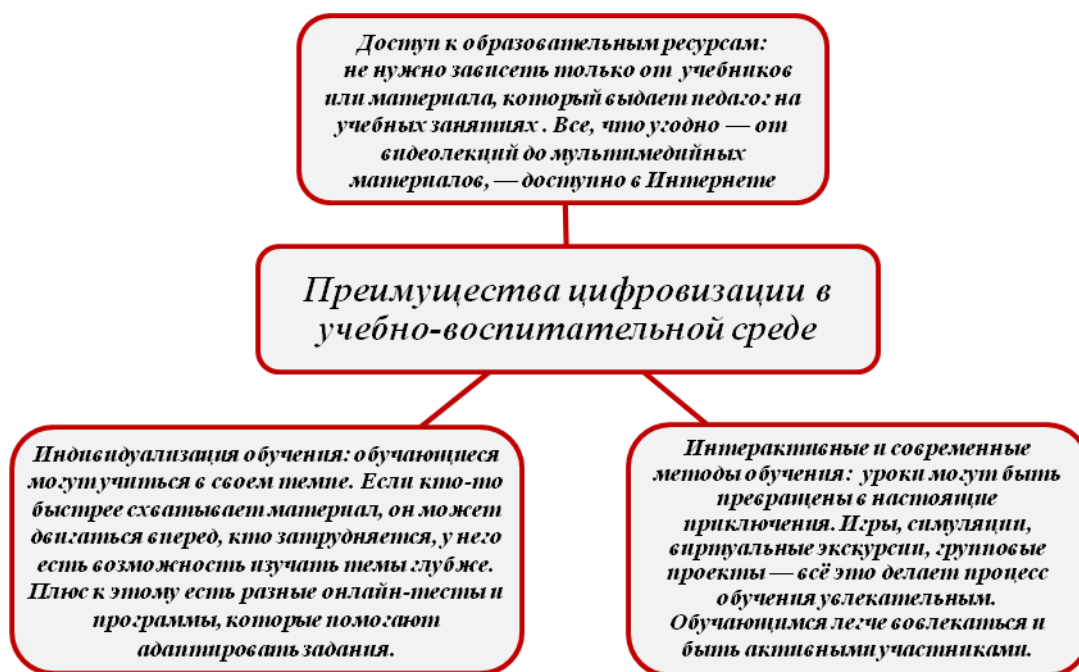 Доступ к образовательным ресурсам:
не нужно зависеть только от учебников
или материала, который выдает педагог на
учебных занятиях . Все, что угодно — от
видеолекций до мультимедийных
материалов, — доступно в Интернете
Преимущества цифровизации в
учебно-воспитательной среде
Индивидуализация обучения: обучающиеся
могут учиться в своем темпе. Если кто-то
быстрее схватывает материал, он может
двигаться вперед, кто затрудняется, у него
есть возможность изучать темы глубже.
Плюс к этому есть разные онлайн-тесты и
программы, которые помогают
адаптировать задания.
Интерактивные и современные
методы обучения: уроки могут быть
превращены в настоящие
приключения. Игры, симуляции,
виртуальные экскурсии, групповые
проекты — всё это делает процесс
обучения увлекательным.
Обучающимся легче вовлекаться и
быть активными участниками.